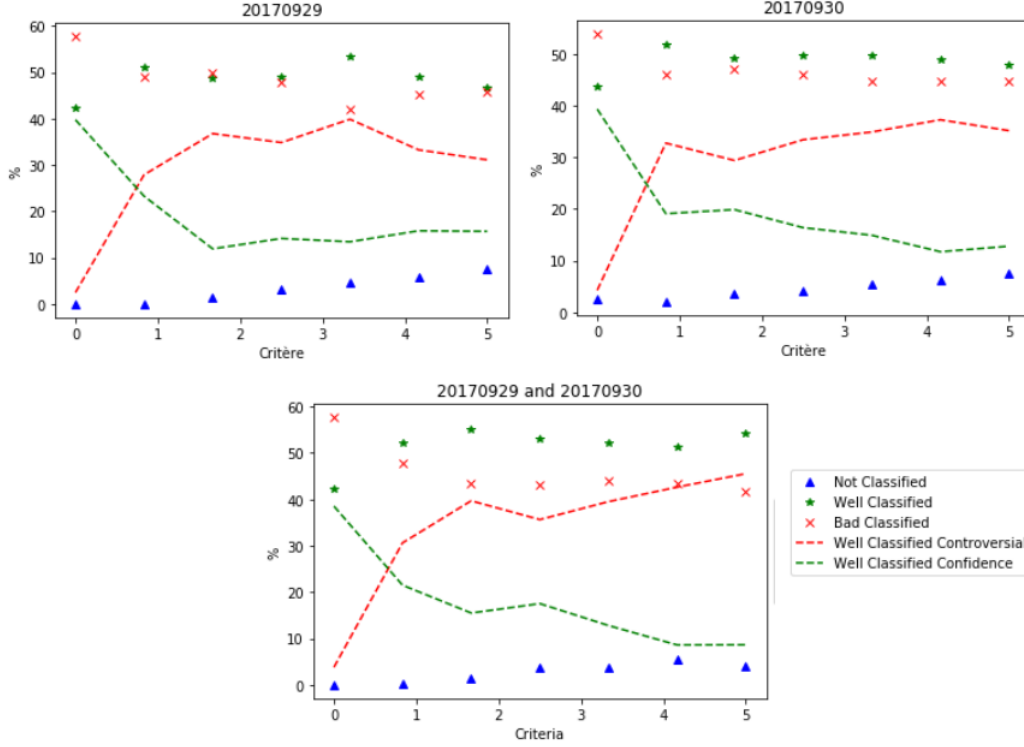 20170929
60
50
40
30
20
10
0
%
0 1 2 3 4 5
Critère
20170930
50
40
30
20
10
0
%
0 1 2 3 4 5
Critère
20170929 and 20170930
60
50
40
30
20
10
0
%
0 1 2 3 4 5
Criteria
Not Classified
Well Classified
Bad Classified
Well Classified Controversial
Well Classified Confidence